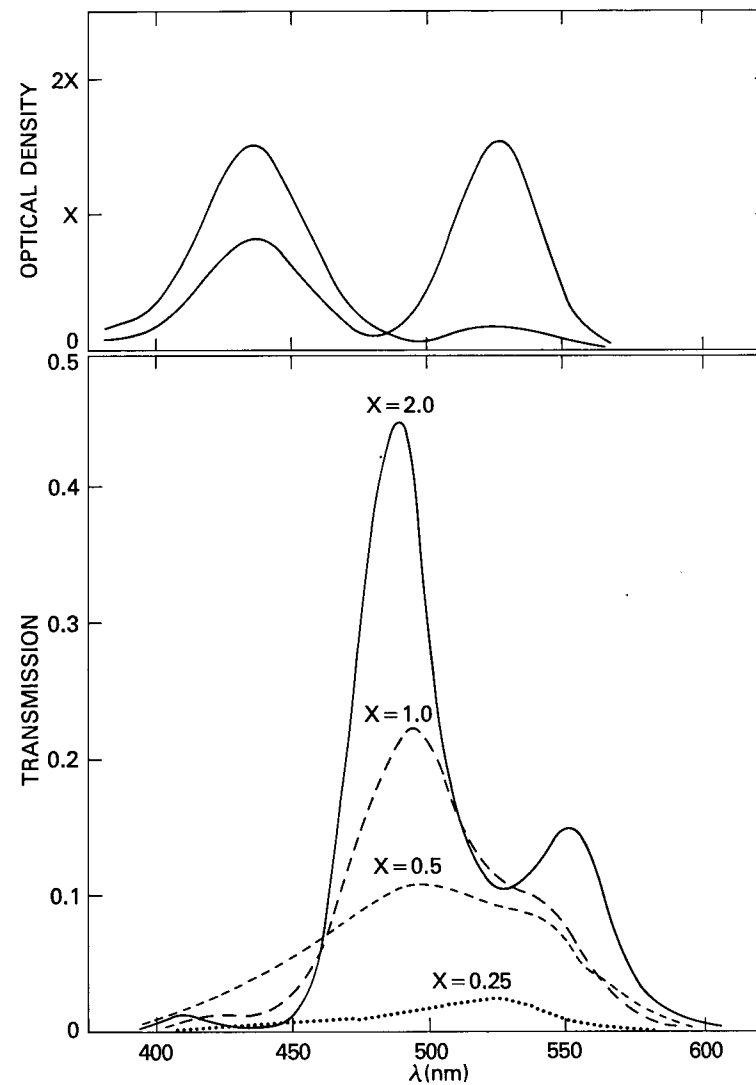 2X
X
0
OPTICAL DENSITY
0.5
0.4
0.3
0.2
0.1
0
TRANSMISSION
X=2.0
X=1.0
X=0.5
X=0.25
400 450 500 550 600
λ(nm)